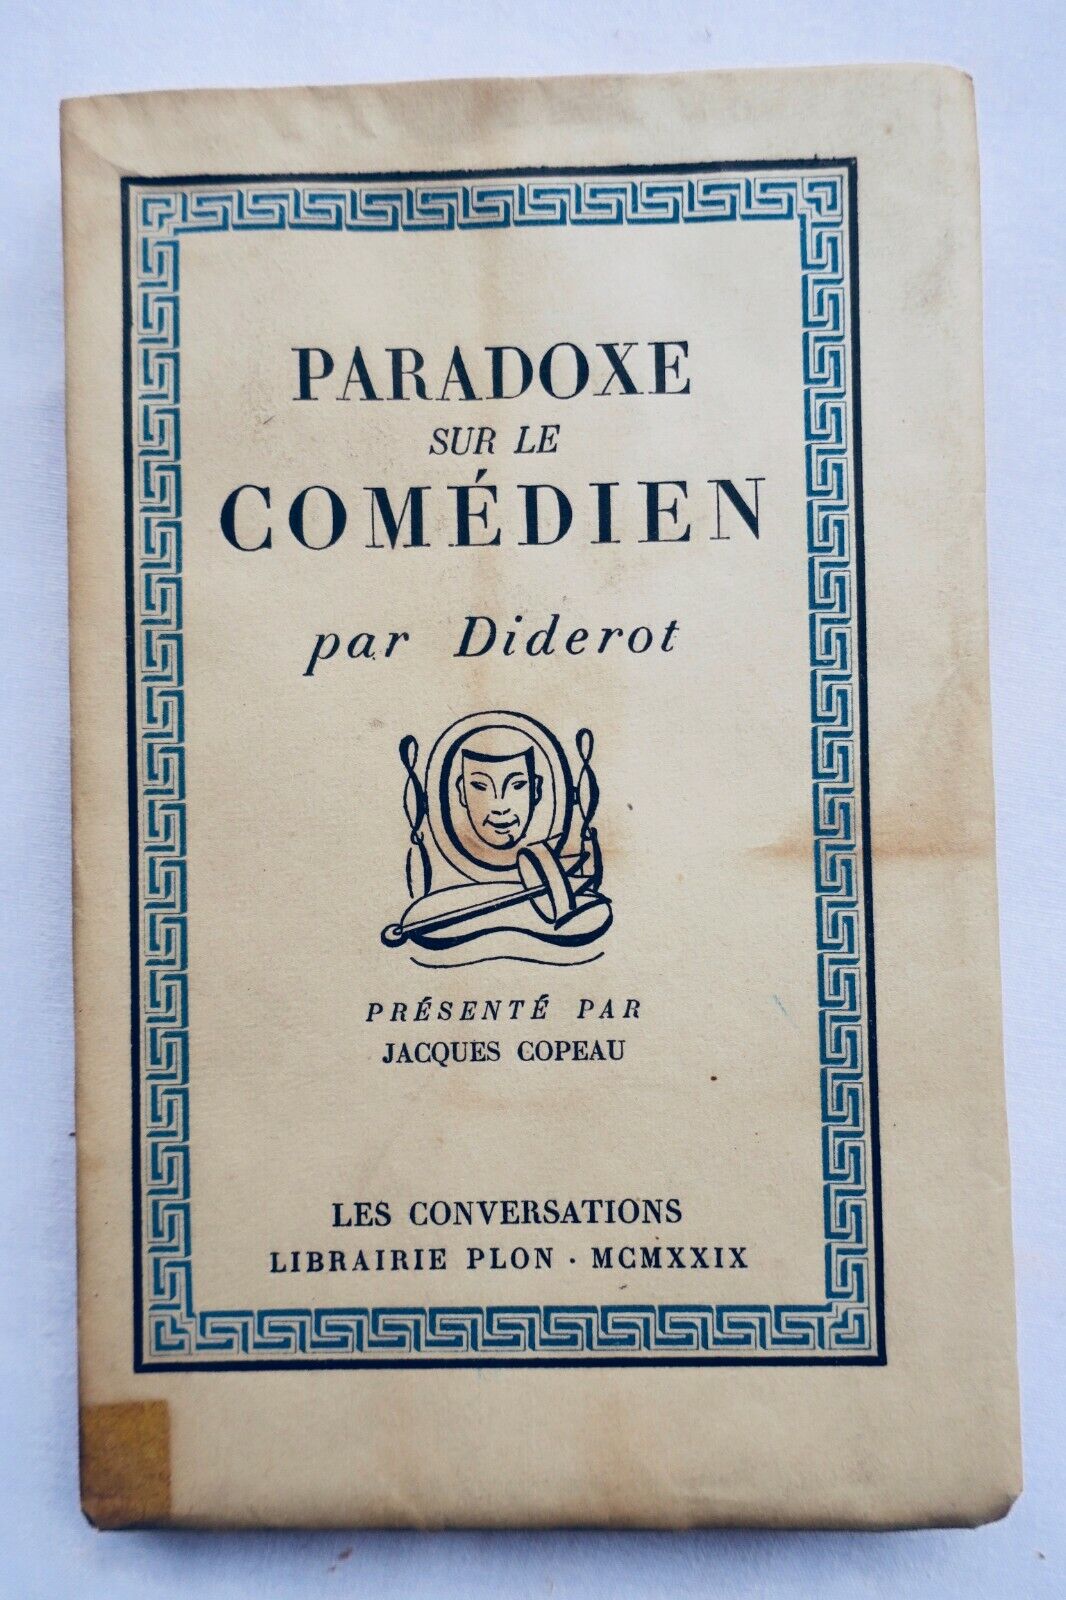 PARADOXE
SUR LE
COMÉDIEN
par Diderot
PRÉSENTÉ PAR
JACQUES COPEAU
LES CONVERSATIONS
LIBRAIRIE PLON · MCMXXIX